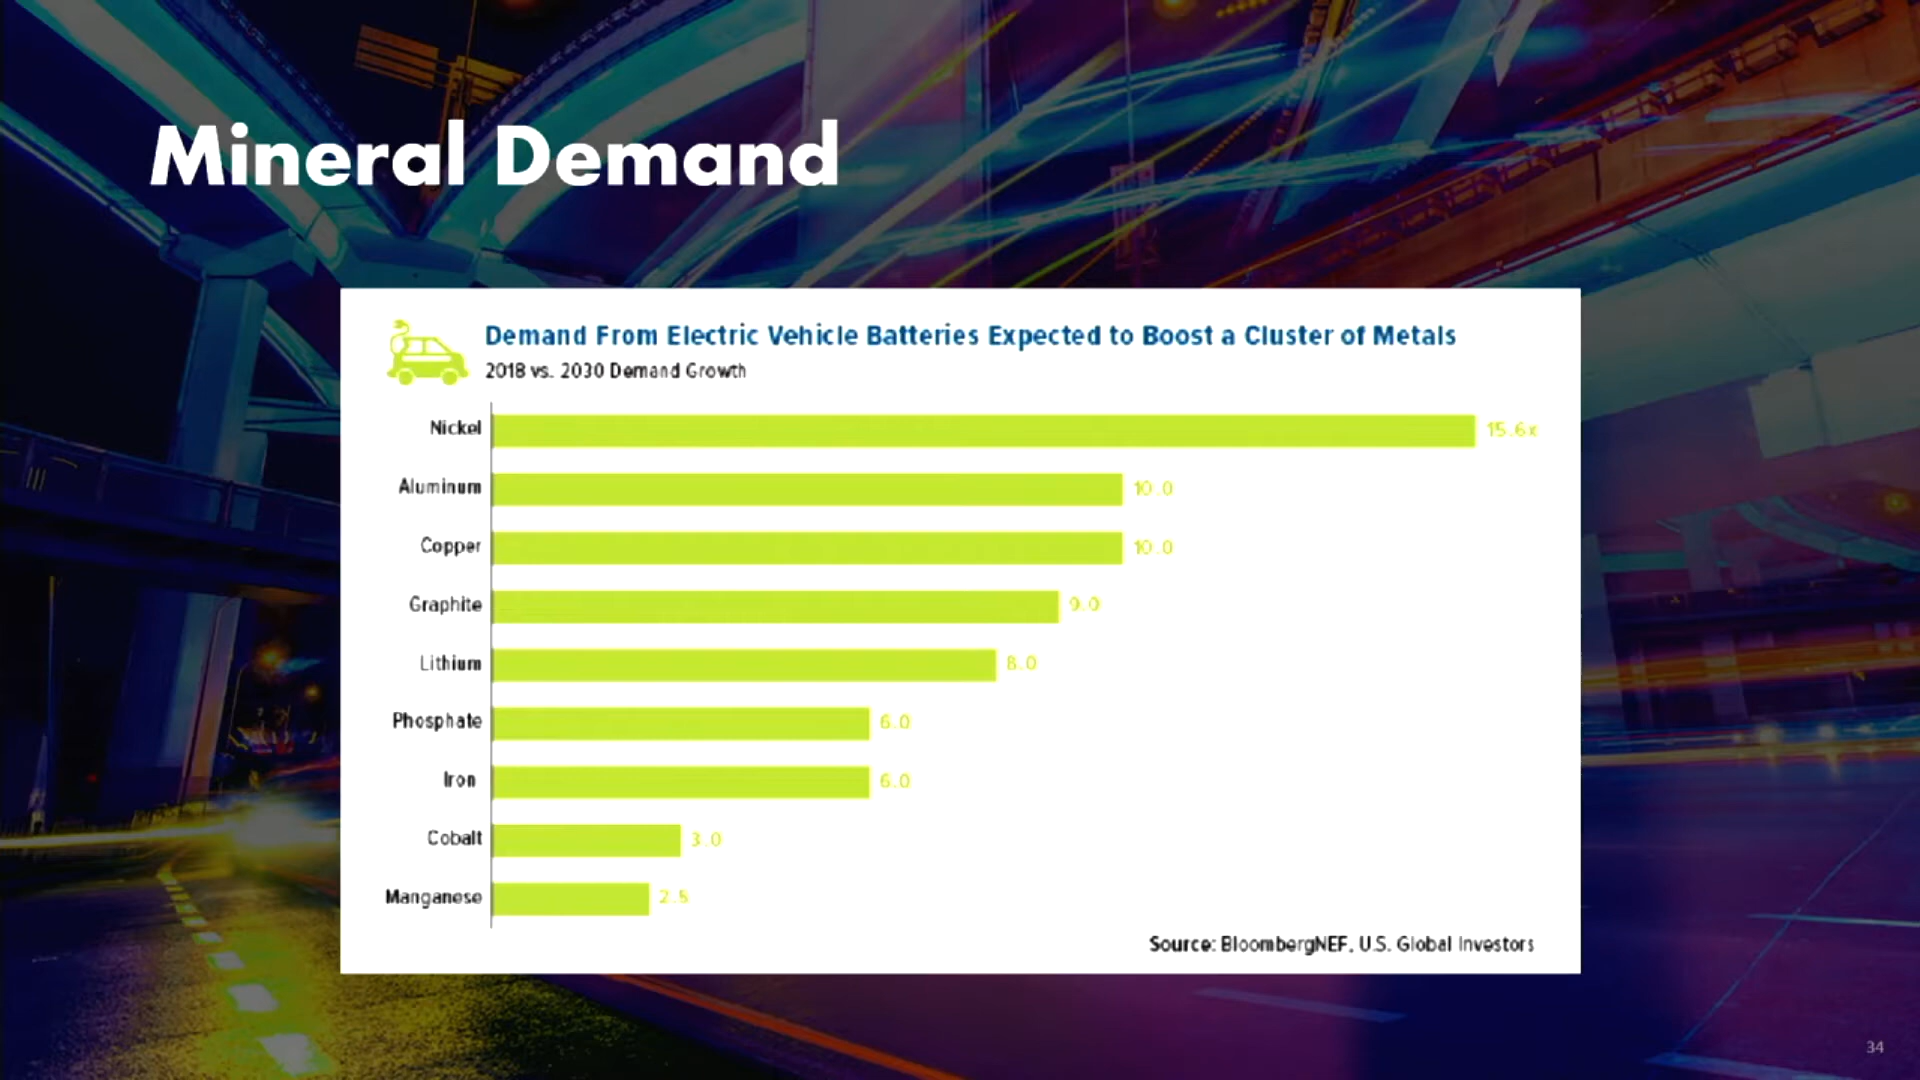 Mineral Demand
Demand From Electric Vehicle Batteries Expected to Boost a Cluster of Metals
2018 vs. 2030 Demand Growth
Nickel 15.6x
Aluminum 10.0
Copper 10.0
Graphite 9.0
Lithium 8.0
Phosphate 6.0
Iron 6.0
Cobalt 3.0
Manganese 2.5
Source: BloombergNEF, U.S. Global Investors
34